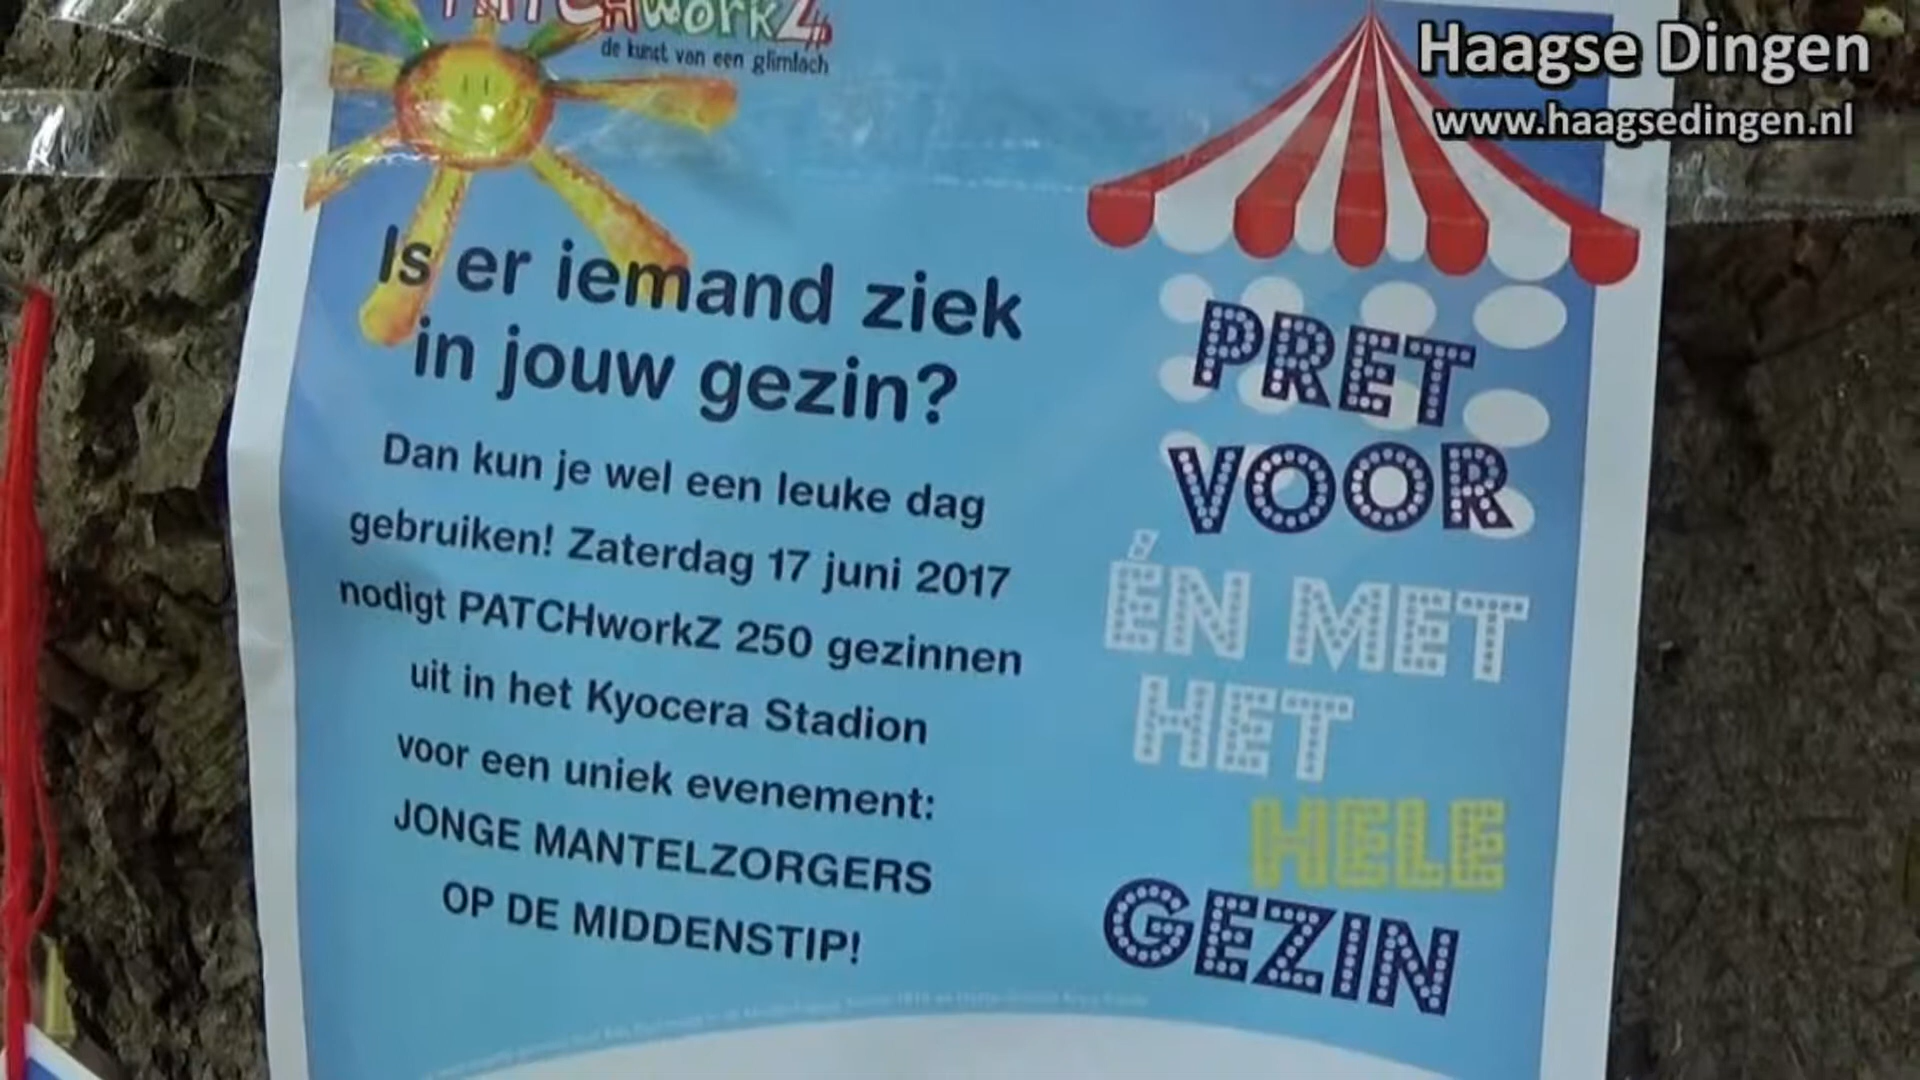 PATCHworkZ
de kunst van een glimlach
Haagse Dingen
www.haagsedingen.nl
Is er iemand ziek
in jouw gezin?
Dan kun je wel een leuke dag
gebruiken! Zaterdag 17 juni 2017
nodigt PATCHworkZ 250 gezinnen
uit in het Kyocera Stadion
voor een uniek evenement:
JONGE MANTELZORGERS
OP DE MIDDENSTIP!
PRET
VOOR
ÉN MET
HET
HELE
GEZIN